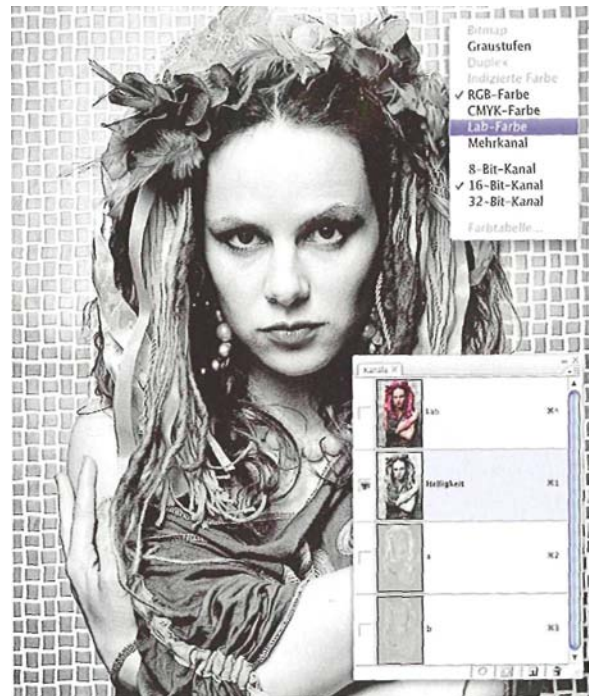 Bitmap
Graustufen
Duplex
Indizierte Farbe
✓ RGB-Farbe
CMYK-Farbe
Lab-Farbe
Mehrkanal
8-Bit-Kanal
✓ 16-Bit-Kanal
32-Bit-Kanal
Farbtabelle...
Kanäle ×
Lab
Helligkeit ⌘1
a ⌘2
b ⌘3